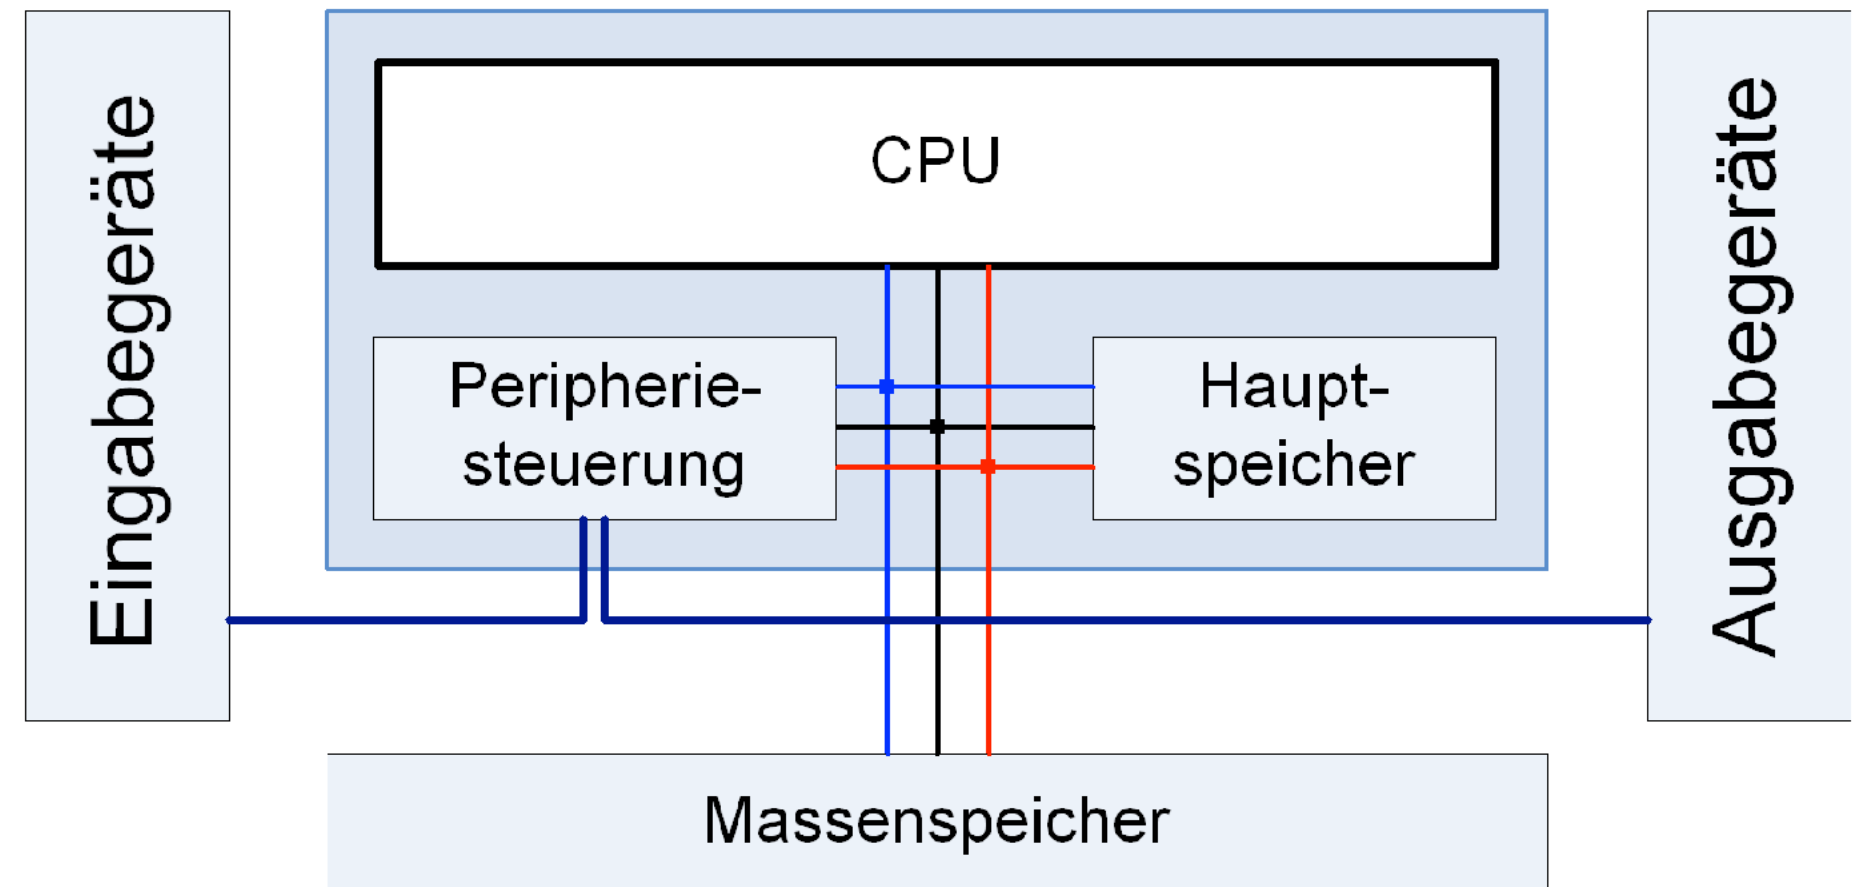 Eingabegeräte
CPU
Peripherie-
steuerung
Haupt-
speicher
Ausgabegeräte
Massenspeicher